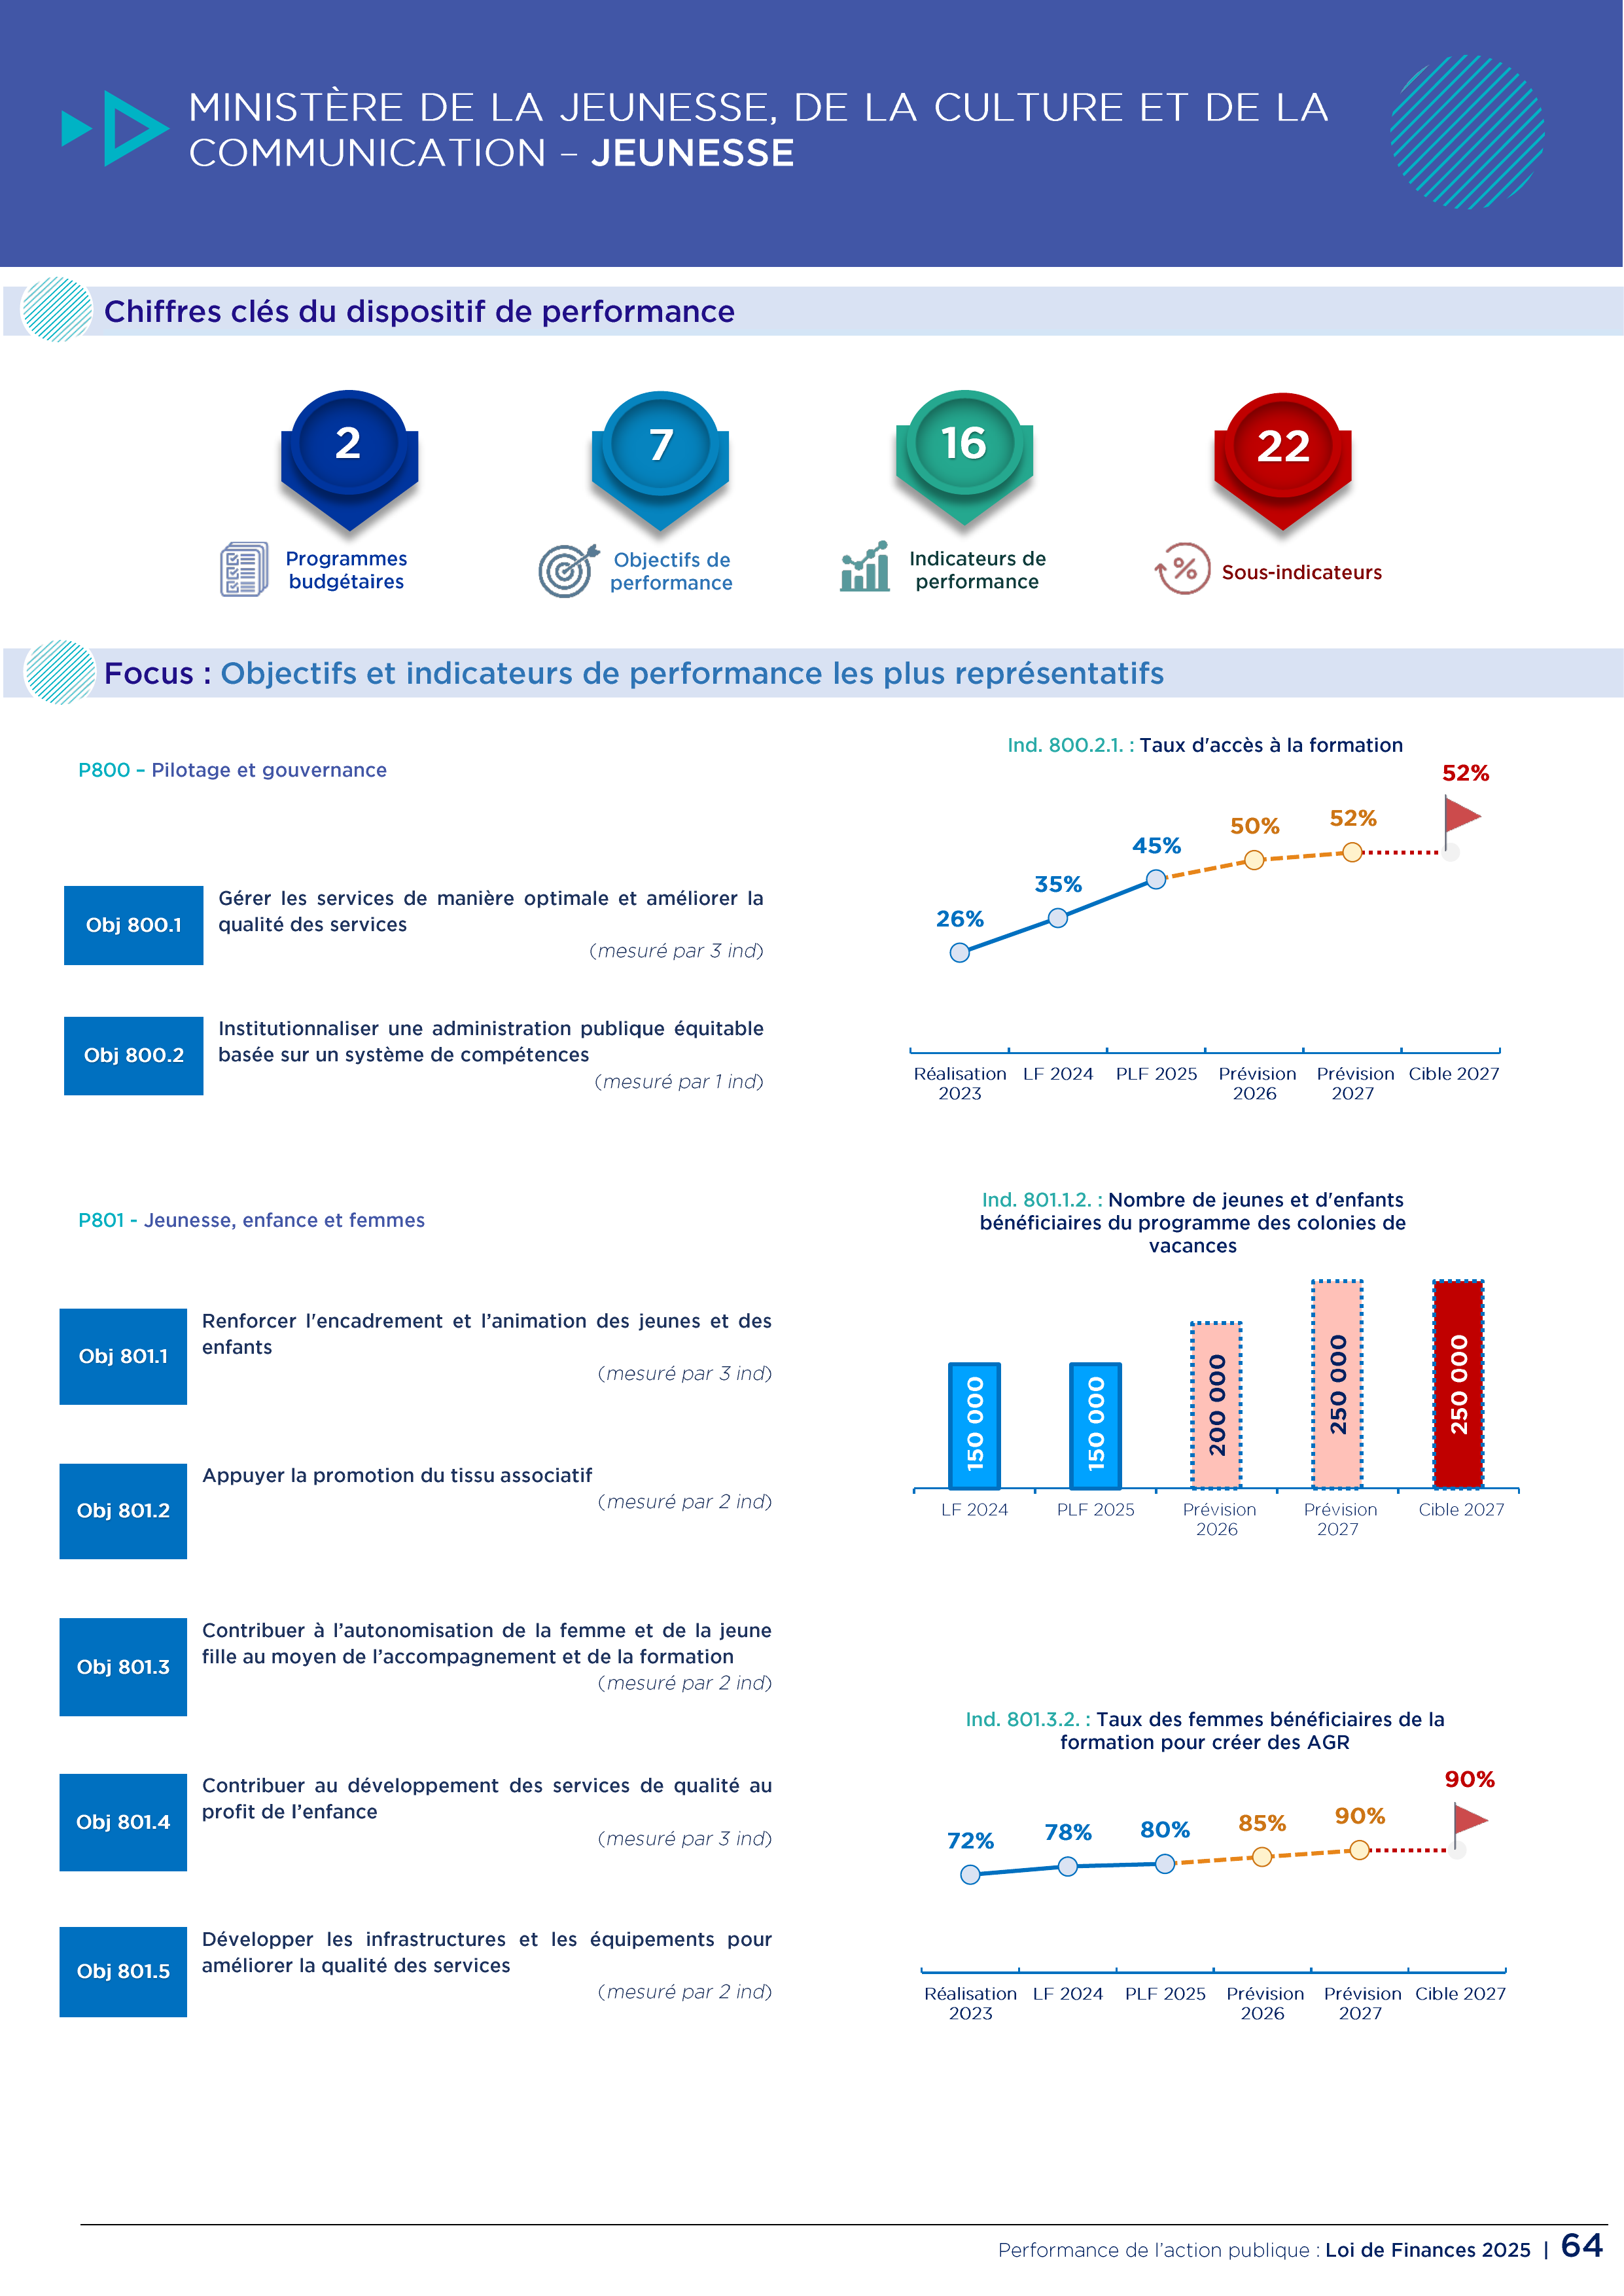 MINISTÈRE DE LA JEUNESSE, DE LA CULTURE ET DE LA
COMMUNICATION – JEUNESSE
Chiffres clés du dispositif de performance
2
7
16
22
Programmes
budgétaires
Objectifs de
performance
Indicateurs de
performance
%
Sous-indicateurs
Focus : Objectifs et indicateurs de performance les plus représentatifs
P800 – Pilotage et gouvernance
Obj 800.1
Gérer les services de manière optimale et améliorer la
qualité des services
(mesuré par 3 ind)
Obj 800.2
Institutionnaliser une administration publique équitable
basée sur un système de compétences
(mesuré par 1 ind)
Ind. 800.2.1. : Taux d'accès à la formation
26%
35%
45%
50%
52%
52%
Réalisation
2023
LF 2024
PLF 2025
Prévision
2026
Prévision
2027
Cible 2027
P801 - Jeunesse, enfance et femmes
Obj 801.1
Renforcer l'encadrement et l’animation des jeunes et des
enfants
(mesuré par 3 ind)
Obj 801.2
Appuyer la promotion du tissu associatif
(mesuré par 2 ind)
Obj 801.3
Contribuer à l’autonomisation de la femme et de la jeune
fille au moyen de l’accompagnement et de la formation
(mesuré par 2 ind)
Obj 801.4
Contribuer au développement des services de qualité au
profit de l’enfance
(mesuré par 3 ind)
Obj 801.5
Développer les infrastructures et les équipements pour
améliorer la qualité des services
(mesuré par 2 ind)
Ind. 801.1.2. : Nombre de jeunes et d'enfants
bénéficiaires du programme des colonies de
vacances
150 000
150 000
200 000
250 000
250 000
LF 2024
PLF 2025
Prévision
2026
Prévision
2027
Cible 2027
Ind. 801.3.2. : Taux des femmes bénéficiaires de la
formation pour créer des AGR
72%
78%
80%
85%
90%
90%
Réalisation
2023
LF 2024
PLF 2025
Prévision
2026
Prévision
2027
Cible 2027
Performance de l’action publique : Loi de Finances 2025 | 64